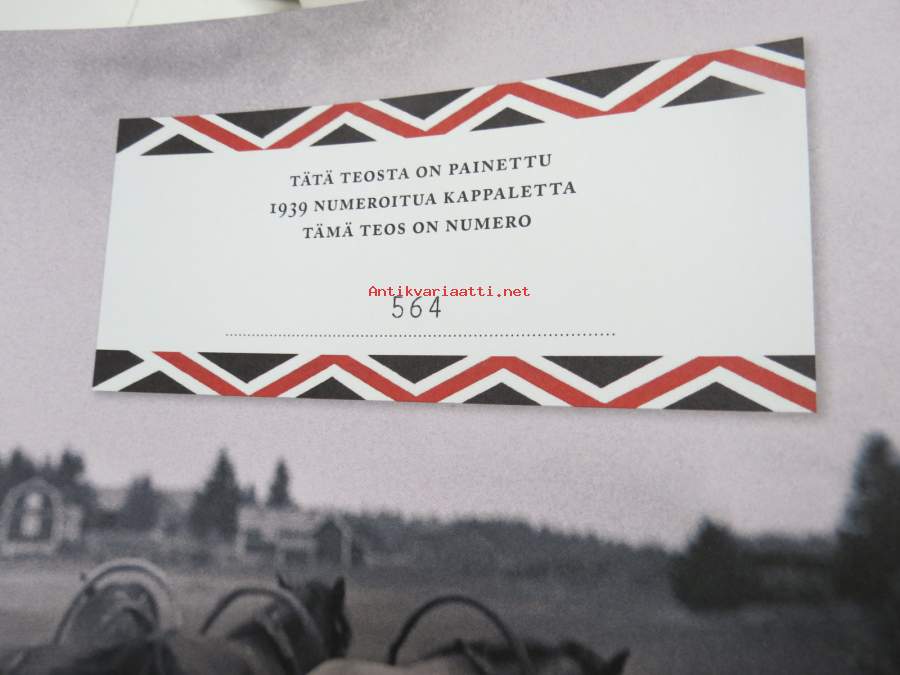 TÄTÄ TEOSTA ON PAINETTU
1939 NUMEROITUA KAPPALETTA
TÄMÄ TEOS ON NUMERO
Antikvariaatti.net
564